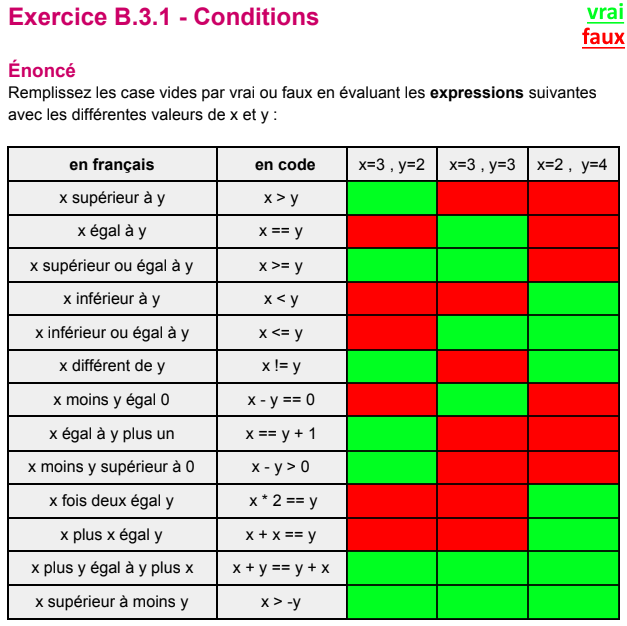 Exercice B.3.1 - Conditions
vrai
faux
Énoncé
Remplissez les case vides par vrai ou faux en évaluant les expressions suivantes
avec les différentes valeurs de x et y :
en français en code x=3 , y=2 x=3 , y=3 x=2 , y=4
x supérieur à y x > y
x égal à y x == y
x supérieur ou égal à y x >= y
x inférieur à y x < y
x inférieur ou égal à y x <= y
x différent de y x != y
x moins y égal 0 x - y == 0
x égal à y plus un x == y + 1
x moins y supérieur à 0 x - y > 0
x fois deux égal y x * 2 == y
x plus x égal y x + x == y
x plus y égal à y plus x x + y == y + x
x supérieur à moins y x > -y